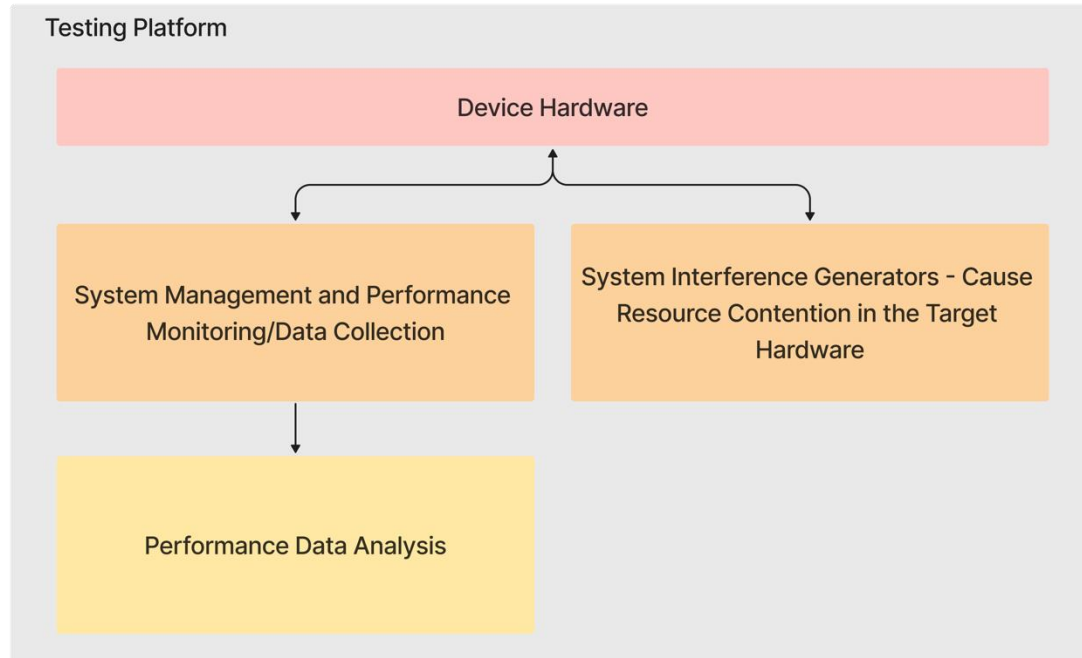 Testing Platform
Device Hardware
System Management and Performance
Monitoring/Data Collection
System Interference Generators - Cause
Resource Contention in the Target
Hardware
Performance Data Analysis